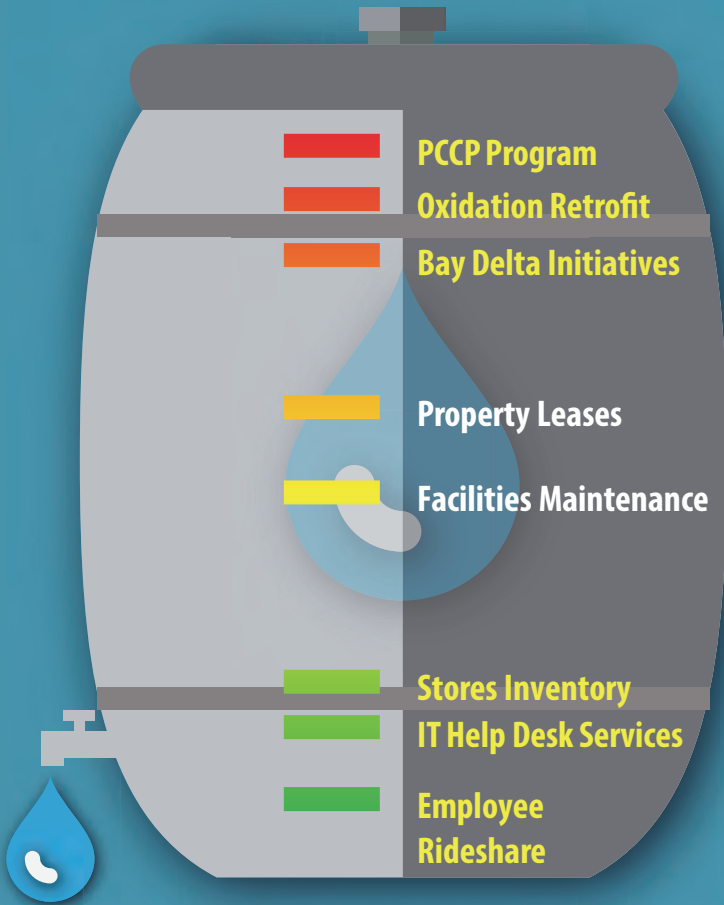 PCCP Program
Oxidation Retrofit
Bay Delta Initiatives
Property Leases
Facilities Maintenance
Stores Inventory
IT Help Desk Services
Employee
Rideshare